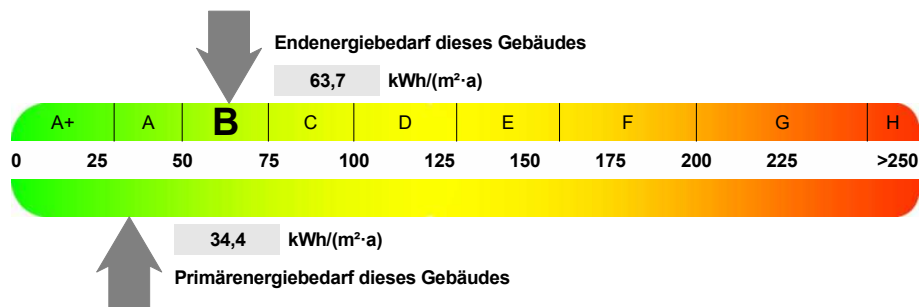 Endenergiebedarf dieses Gebäudes
63,7 kWh/(m²·a)
A+ A B C D E F G H
0 25 50 75 100 125 150 175 200 225 >250
34,4 kWh/(m²·a)
Primärenergiebedarf dieses Gebäudes